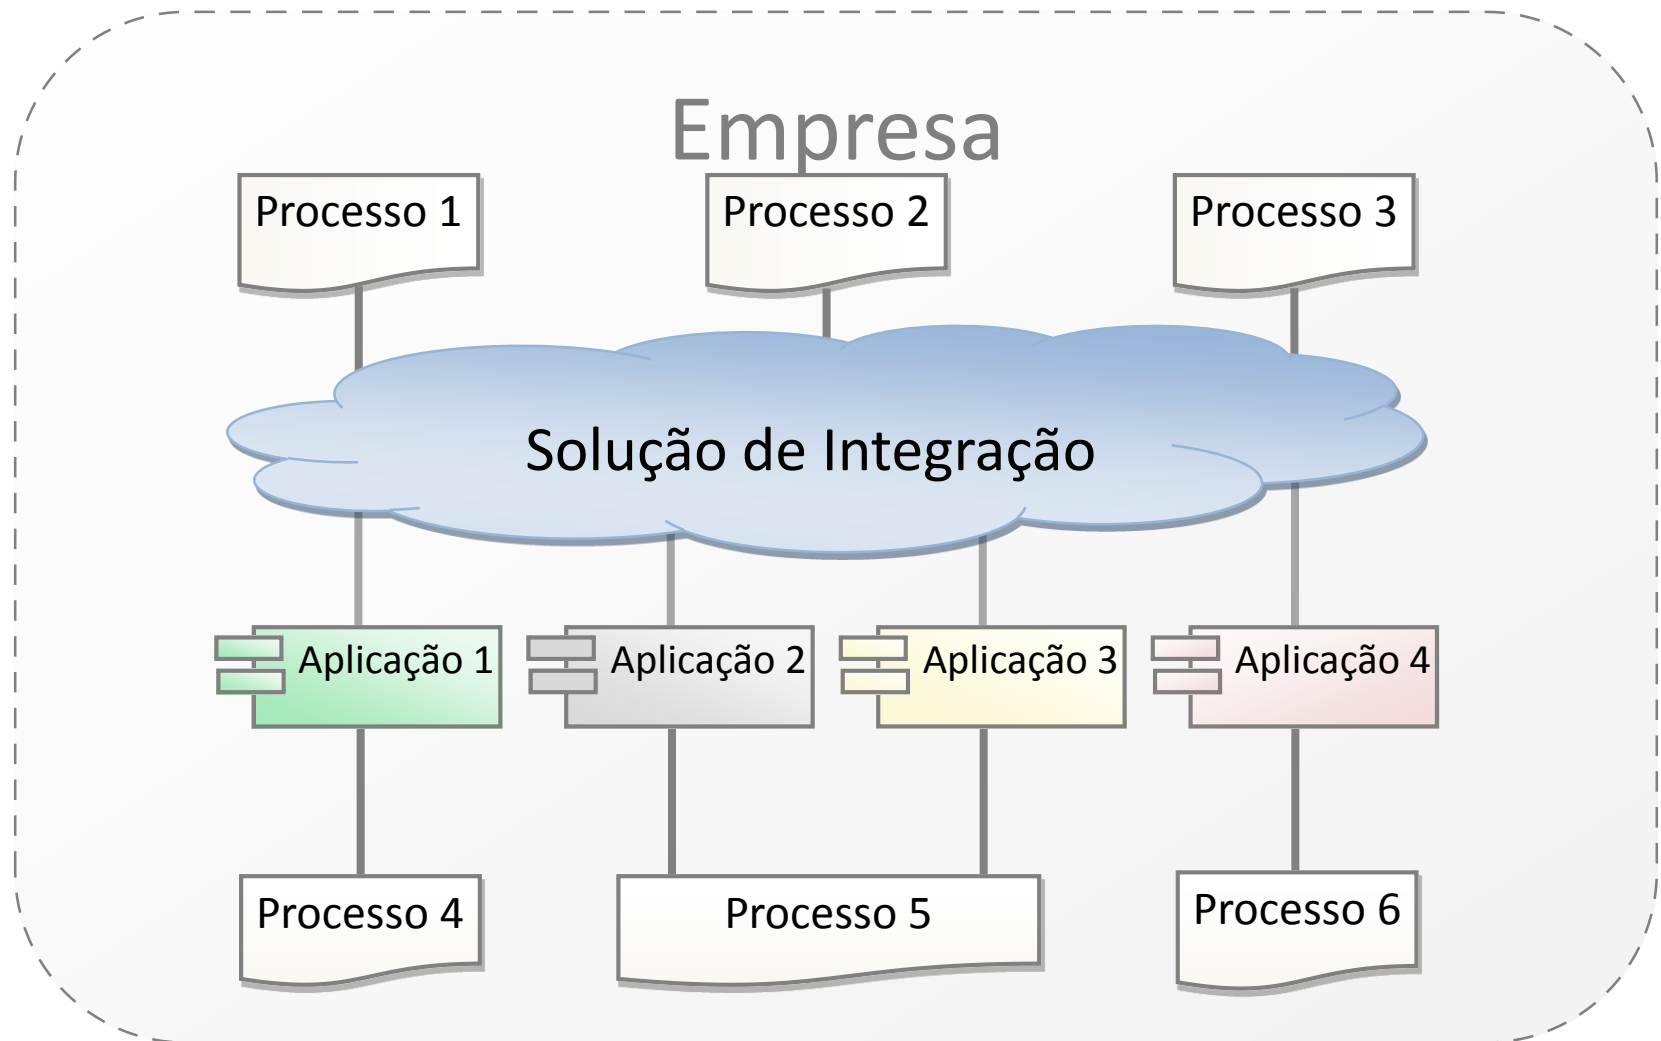 Empresa
Processo 1
Processo 2
Processo 3
Solução de Integração
Aplicação 1
Aplicação 2
Aplicação 3
Aplicação 4
Processo 4
Processo 5
Processo 6